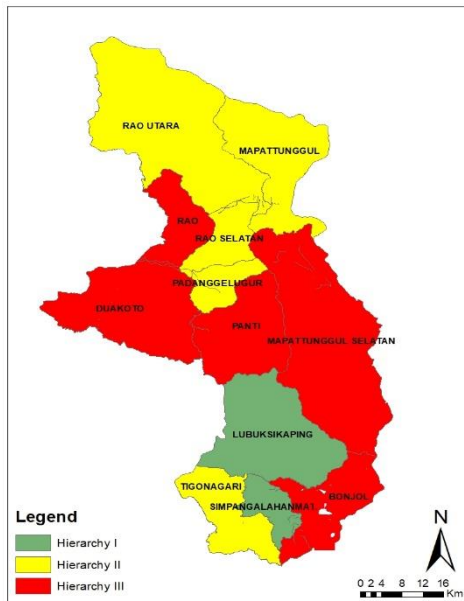 RAO UTARA
MAPATTUNGGUL
RAO
RAO SELATAN
PADANGGELUGUR
DUAKOTO
PANTI
MAPATTUNGGUL SELATAN
LUBUKSIKAPING
TIGONAGARI
SIMPANGALAHANMAT
BONJOL
Legend
Hierarchy I
Hierarchy II
Hierarchy III
N
0 2 4 8 12 16
Km